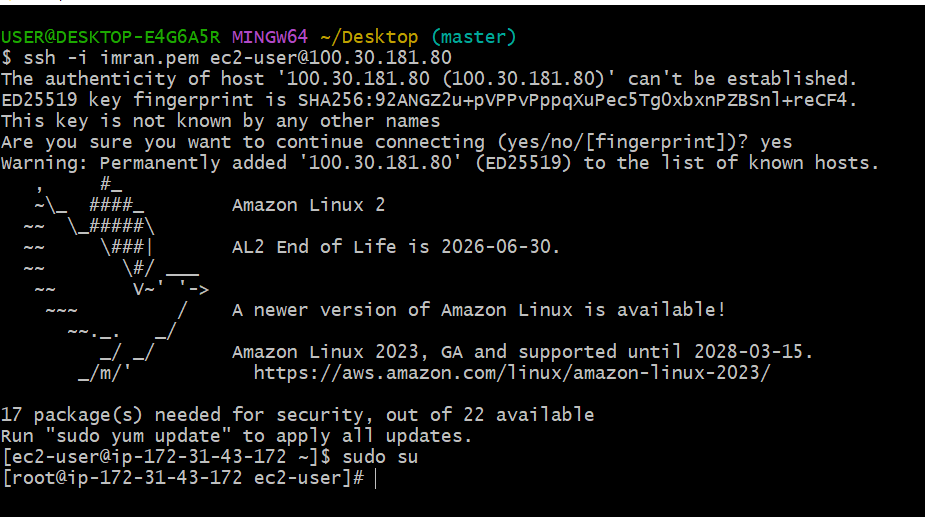 USER@DESKTOP-E4G6A5R MINGW64 ~/Desktop (master)
$ ssh -i imran.pem ec2-user@100.30.181.80
The authenticity of host '100.30.181.80 (100.30.181.80)' can't be established.
ED25519 key fingerprint is SHA256:92ANGZ2u+pVPPvPppqXuPec5Tg0xbxnPZBSnl+reCF4.
This key is not known by any other names
Are you sure you want to continue connecting (yes/no/[fingerprint])? yes
Warning: Permanently added '100.30.181.80' (ED25519) to the list of known hosts.
   ,     #_
   ~\_  ####_        Amazon Linux 2
  ~~  \_#####\
  ~~     \###|       AL2 End of Life is 2026-06-30.
  ~~       \#/ ___
   ~~       V~' '->
    ~~~         /    A newer version of Amazon Linux is available!
      ~~._.   _/
         _/ _/       Amazon Linux 2023, GA and supported until 2028-03-15.
       _/m/'           https://aws.amazon.com/linux/amazon-linux-2023/
17 package(s) needed for security, out of 22 available
Run "sudo yum update" to apply all updates.
[ec2-user@ip-172-31-43-172 ~]$ sudo su
[root@ip-172-31-43-172 ec2-user]#